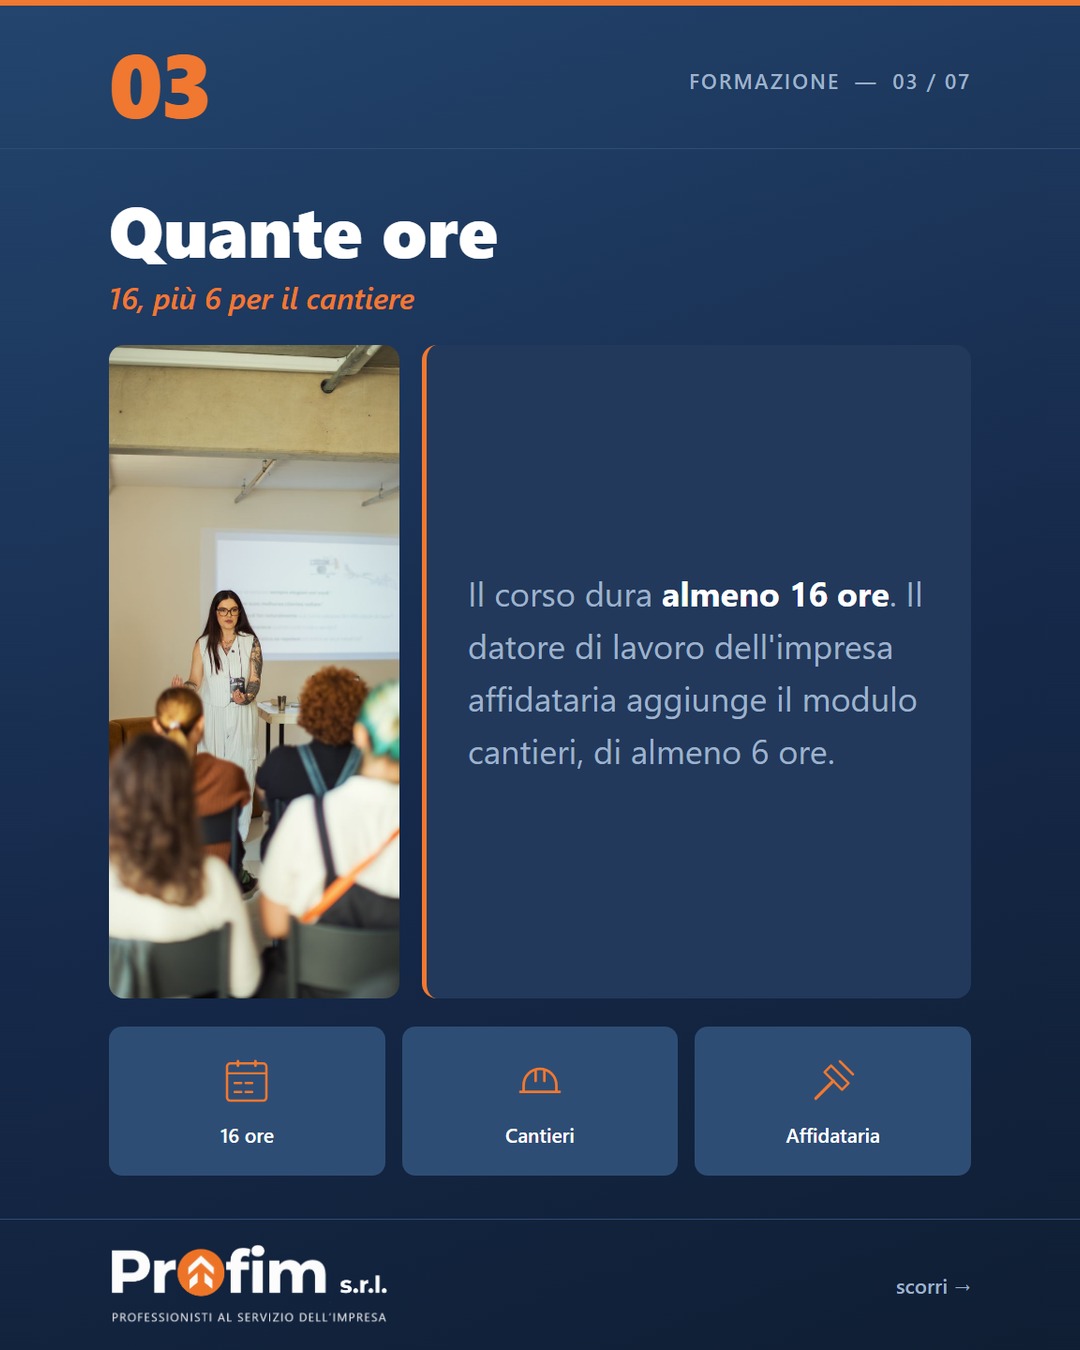 03
FORMAZIONE — 03 / 07
Quante ore
16, più 6 per il cantiere
Il corso dura almeno 16 ore. Il
datore di lavoro dell'impresa
affidataria aggiunge il modulo
cantieri, di almeno 6 ore.
16 ore
Cantieri
Affidataria
Profim s.r.l.
PROFESSIONISTI AL SERVIZIO DELL'IMPRESA
scorri →